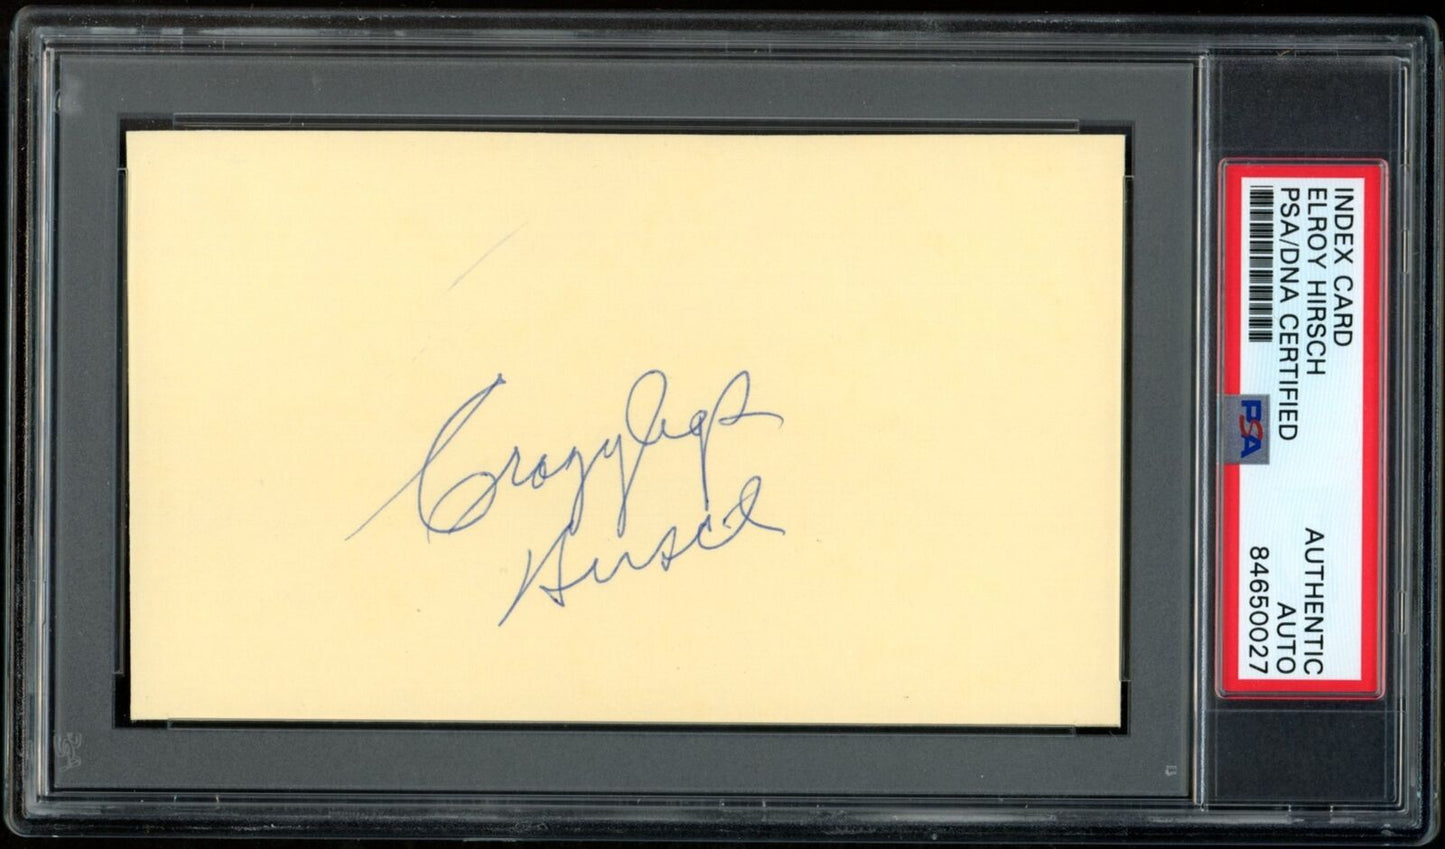 Crazylegs
Hirsch
INDEX CARD
ELROY HIRSCH
PSA/DNA CERTIFIED
PSA
AUTHENTIC
AUTO
84650027